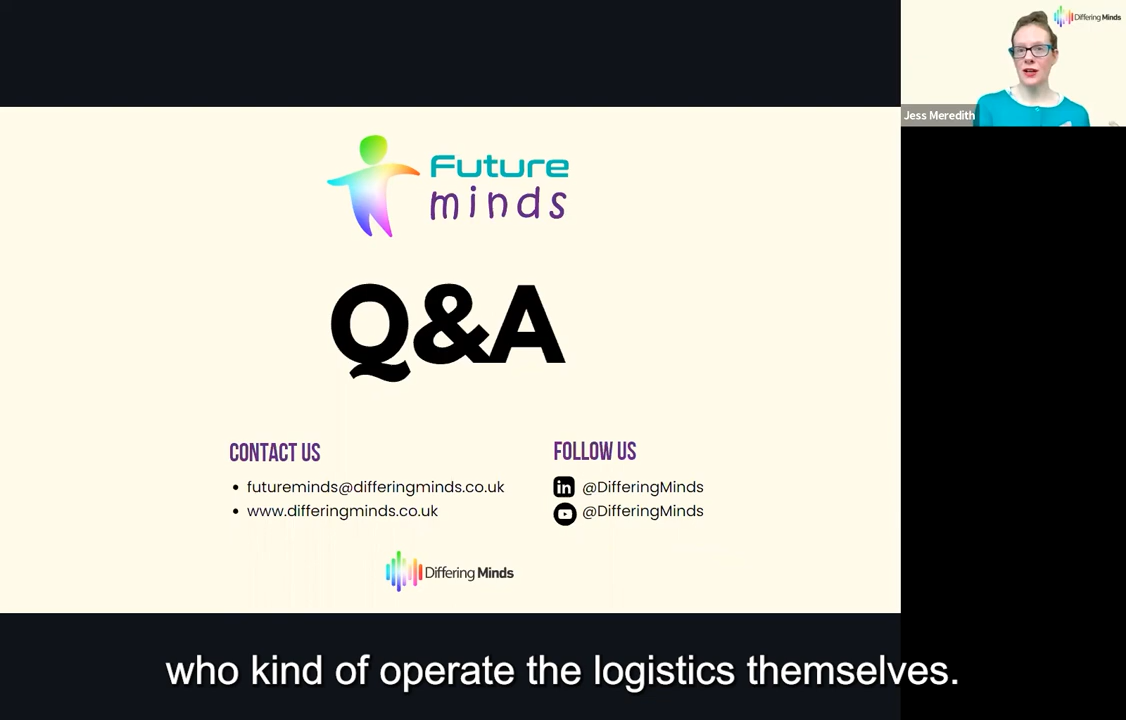 Differing Minds
Jess Meredith
Future
minds
Q&A
CONTACT US
• futureminds@differingminds.co.uk
• www.differingminds.co.uk
FOLLOW US
in @DifferingMinds
@DifferingMinds
Differing Minds
who kind of operate the logistics themselves.